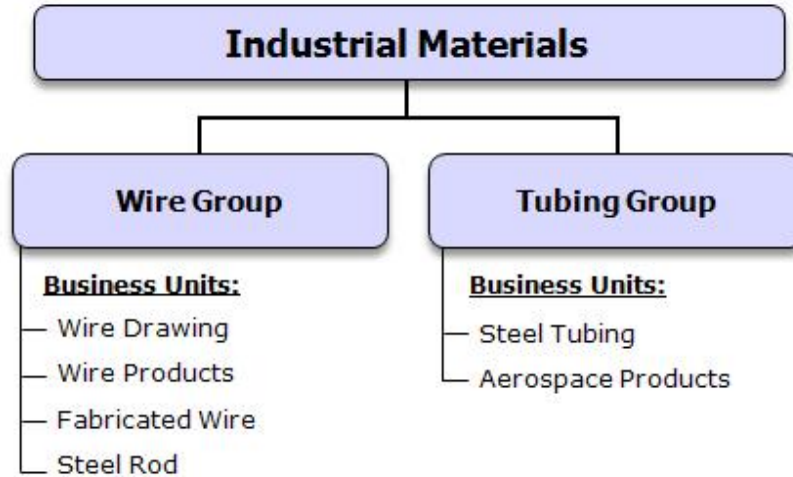 Industrial Materials
Wire Group
Business Units:
Wire Drawing
Wire Products
Fabricated Wire
Steel Rod
Tubing Group
Business Units:
Steel Tubing
Aerospace Products